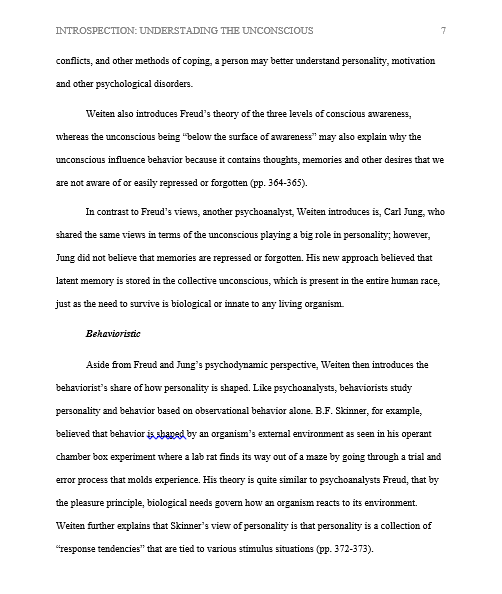 INTROSPECTION: UNDERSTADING THE UNCONSCIOUS 7
conflicts, and other methods of coping, a person may better understand personality, motivation
and other psychological disorders.
Weiten also introduces Freud's theory of the three levels of conscious awareness,
whereas the unconscious being “below the surface of awareness” may also explain why the
unconscious influence behavior because it contains thoughts, memories and other desires that we
are not aware of or easily repressed or forgotten (pp. 364-365).
In contrast to Freud's views, another psychoanalyst, Weiten introduces is, Carl Jung, who
shared the same views in terms of the unconscious playing a big role in personality; however,
Jung did not believe that memories are repressed or forgotten. His new approach believed that
latent memory is stored in the collective unconscious, which is present in the entire human race,
just as the need to survive is biological or innate to any living organism.
Behavioristic
Aside from Freud and Jung's psychodynamic perspective, Weiten then introduces the
behaviorist's share of how personality is shaped. Like psychoanalysts, behaviorists study
personality and behavior based on observational behavior alone. B.F. Skinner, for example,
believed that behavior is shaped by an organism's external environment as seen in his operant
chamber box experiment where a lab rat finds its way out of a maze by going through a trial and
error process that molds experience. His theory is quite similar to psychoanalysts Freud, that by
the pleasure principle, biological needs govern how an organism reacts to its environment.
Weiten further explains that Skinner's view of personality is that personality is a collection of
“response tendencies” that are tied to various stimulus situations (pp. 372-373).